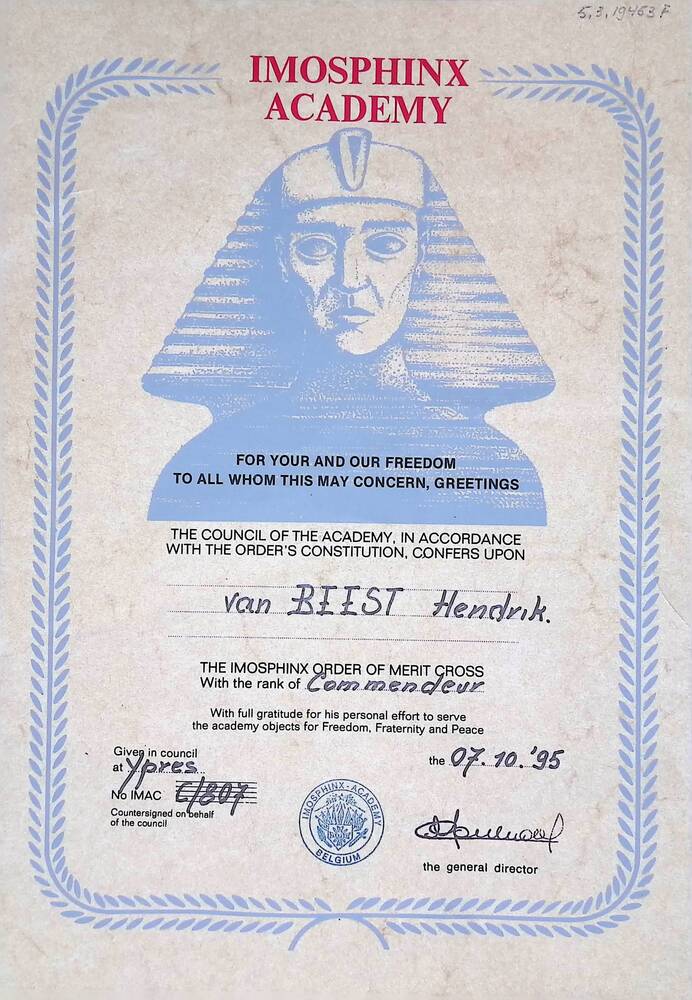 5,3,19463 F
IMOSPHINX
ACADEMY
FOR YOUR AND OUR FREEDOM
TO ALL WHOM THIS MAY CONCERN, GREETINGS
THE COUNCIL OF THE ACADEMY, IN ACCORDANCE
WITH THE ORDER'S CONSTITUTION, CONFERS UPON
van BEEST Hendrik.
THE IMOSPHINX ORDER OF MERIT CROSS
With the rank of Commendeur
With full gratitude for his personal effort to serve
the academy objects for Freedom, Fraternity and Peace
Given in council
at Ypres
the 07.10.'95
No IMAC C/807
Countersigned on behalf
of the council
IMOSPHINX-ACADEMY
BELGIUM
the general director